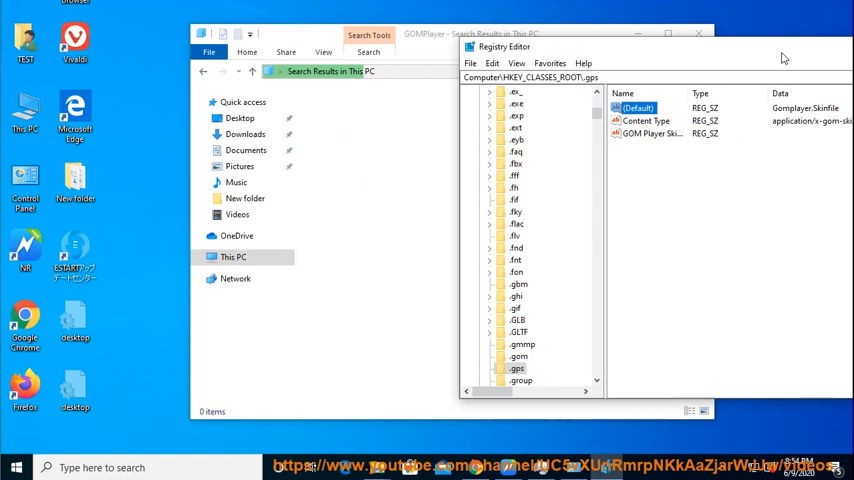 Browser
TEST
Vivaldi
This PC
Microsoft Edge
Control Panel
New folder
NR
ESTARTアップデートセンター
Google Chrome
desktop
Firefox
desktop
Search Tools
GOMPlayer - Search Results in This PC
File
Home
Share
View
Search
Search Results in This PC
Quick access
Desktop
Downloads
Documents
Pictures
Music
New folder
Videos
OneDrive
This PC
Network
0 items
Registry Editor
File
Edit
View
Favorites
Help
Computer\HKEY_CLASSES_ROOT\.gps
.ex_
.exe
.exp
.ext
.eyb
.faq
.fbx
.fff
.fh
.fif
.fky
.flac
.flv
.fnd
.fnt
.fon
.gbm
.ghi
.gif
.GLB
.GLTF
.gmmp
.gom
.gps
.group
Name
Type
Data
(Default)
REG_SZ
Gomplayer.Skinfile
Content Type
REG_SZ
application/x-gom-ski
GOM Player Ski...
REG_SZ
Type here to search
8:54 PM
6/9/2020
5